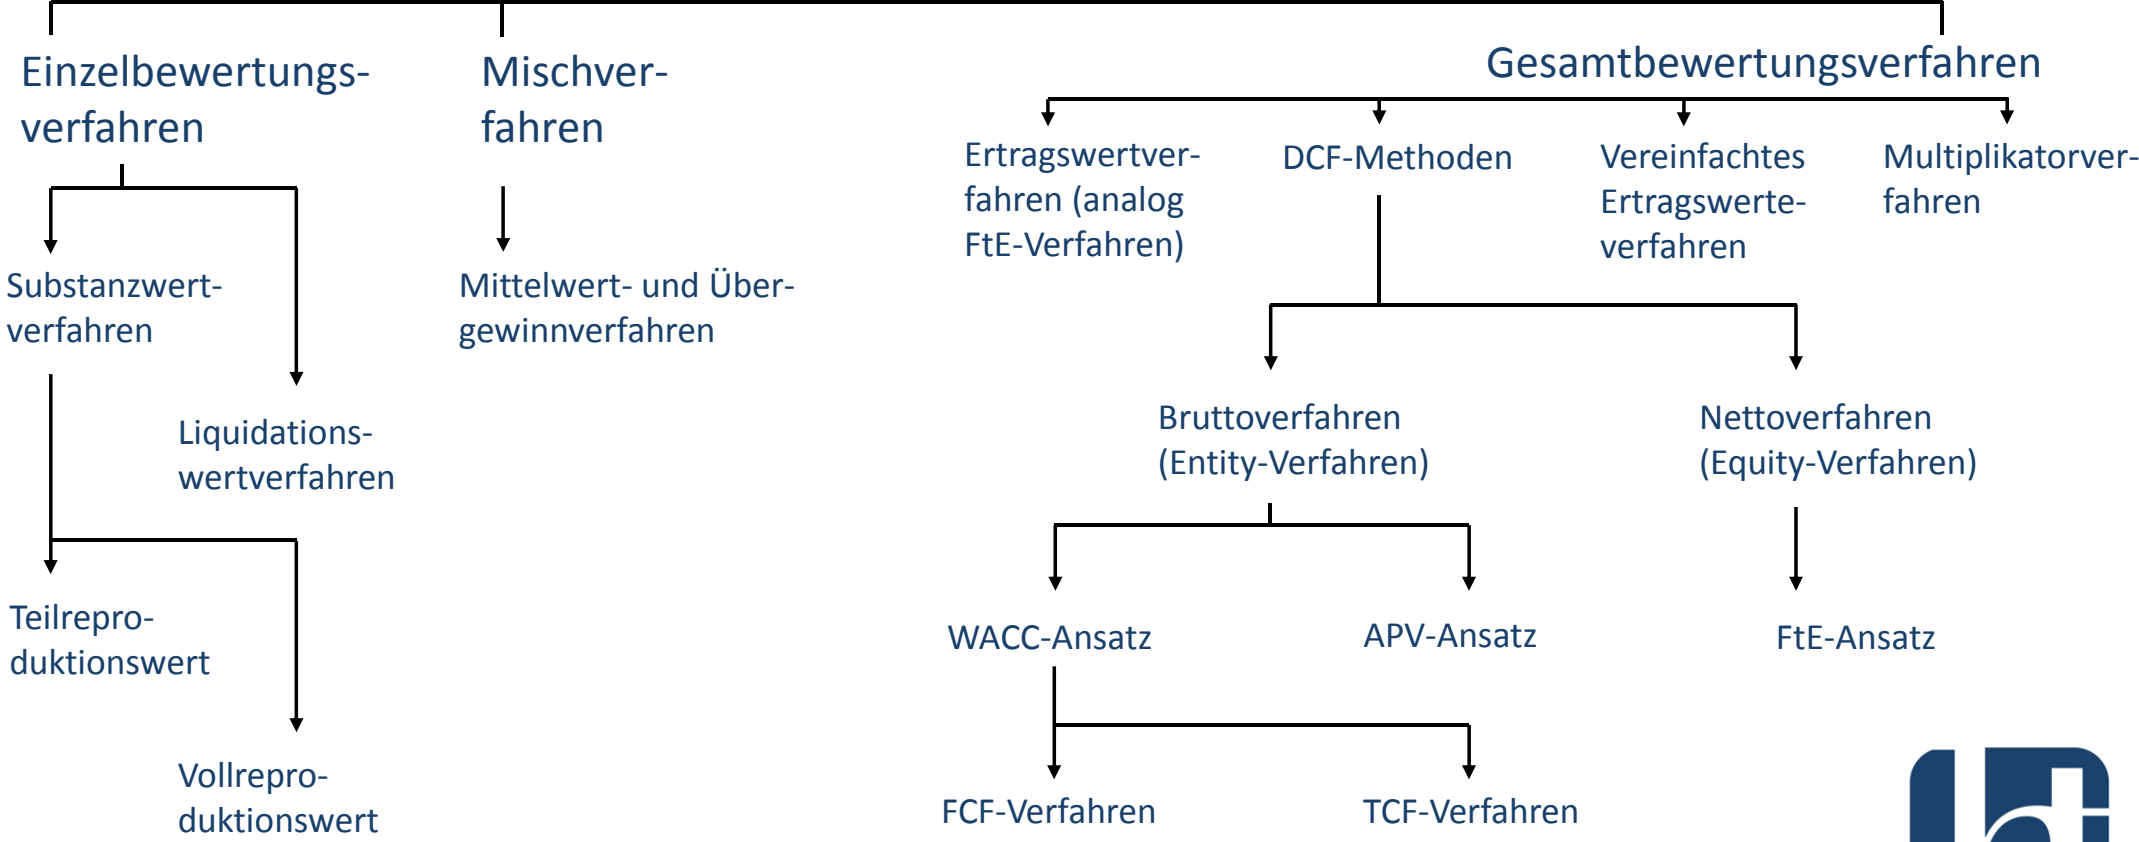 Einzelbewertungs-
verfahren
Mischver-
fahren
Gesamtbewertungsverfahren
Ertragswertver-
fahren (analog
FtE-Verfahren)
DCF-Methoden
Vereinfachtes
Ertragswerte-
verfahren
Multiplikatorver-
fahren
Substanzwert-
verfahren
Mittelwert- und Über-
gewinnverfahren
Liquidations-
wertverfahren
Bruttoverfahren
(Entity-Verfahren)
Nettoverfahren
(Equity-Verfahren)
Teilrepro-
duktionswert
WACC-Ansatz
APV-Ansatz
FtE-Ansatz
Vollrepro-
duktionswert
FCF-Verfahren
TCF-Verfahren